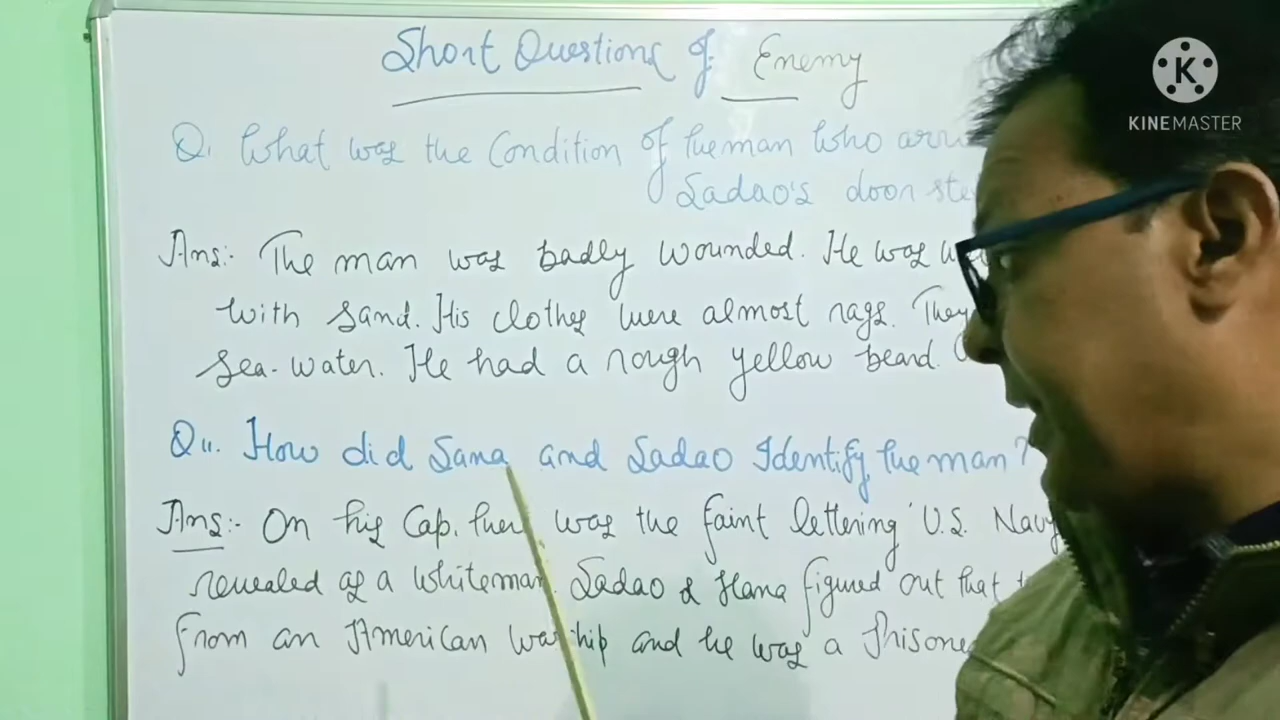 Short Questions of Enemy
Q. What was the Condition of the man who
Sadao's door
Ans:- The man was badly wounded. He was
with sand. His clothes were almost rags. They
sea-water. He had a rough yellow beard.
Q11. How did Sana and Sadao Identify the man?
Ans:- On his Cap. there was the faint lettering 'U.S. Navy
revealed as a whiteman. Sadao & Hana figured out that
from an American warship and he was a Prisoner
K
KINEMASTER